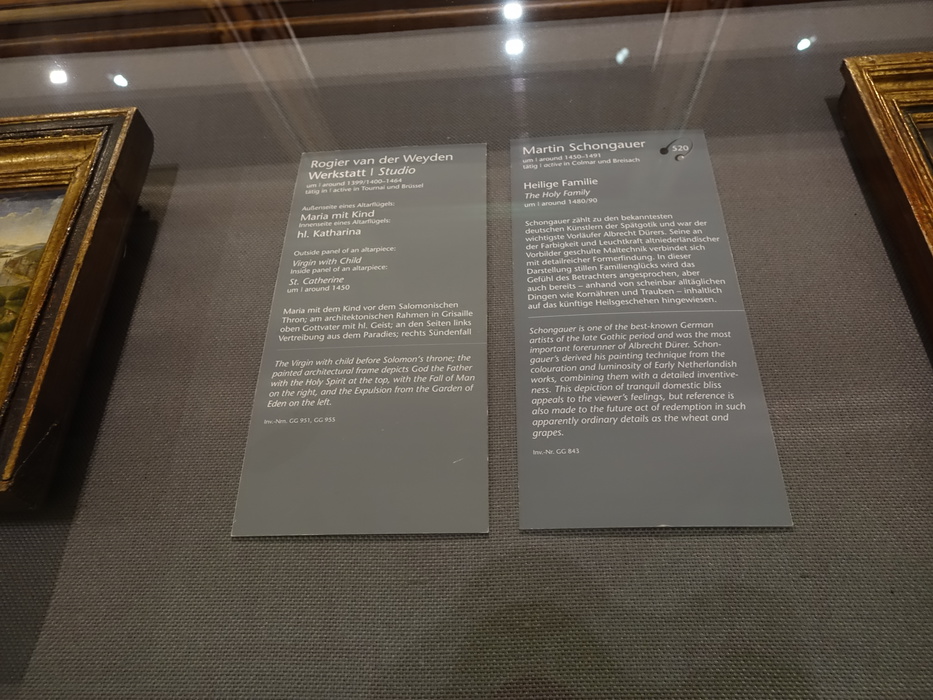 Rogier van der Weyden
Werkstatt | Studio
um | around 1399/1400–1464
tätig in | active in Tournai und Brüssel
Außenseite eines Altarflügels:
Maria mit Kind
Innenseite eines Altarflügels:
hl. Katharina
Outside panel of an altarpiece:
Virgin with Child
Inside panel of an altarpiece:
St. Catherine
um | around 1450
Maria mit dem Kind vor dem Salomonischen
Thron; am architektonischen Rahmen in Grisaille
oben Gottvater mit hl. Geist; an den Seiten links
Vertreibung aus dem Paradies; rechts Sündenfall
The Virgin with child before Solomon's throne; the
painted architectural frame depicts God the Father
with the Holy Spirit at the top, with the Fall of Man
on the right, and the Expulsion from the Garden of
Eden on the left.
Inv.-Nrn. GG 951, GG 955
Martin Schongauer
um | around 1450–1491
tätig | active in Colmar und Breisach
520
Heilige Familie
The Holy Family
um | around 1480/90
Schongauer zählt zu den bekanntesten
deutschen Künstlern der Spätgotik und war der
wichtigste Vorläufer Albrecht Dürers. Seine an
der Farbigkeit und Leuchtkraft altniederländischer
Vorbilder geschulte Maltechnik verbindet sich
mit detailreicher Formerfindung. In dieser
Darstellung stillen Familienglücks wird das
Gefühl des Betrachters angesprochen, aber
auch bereits – anhand von scheinbar alltäglichen
Dingen wie Kornähren und Trauben – inhaltlich
auf das künftige Heilsgeschehen hingewiesen.
Schongauer is one of the best-known German
artists of the late Gothic period and was the most
important forerunner of Albrecht Dürer. Schon-
gauer's derived his painting technique from the
colouration and luminosity of Early Netherlandish
works, combining them with a detailed inventive-
ness. This depiction of tranquil domestic bliss
appeals to the viewer's feelings, but reference is
also made to the future act of redemption in such
apparently ordinary details as the wheat and
grapes.
Inv.-Nr. GG 843